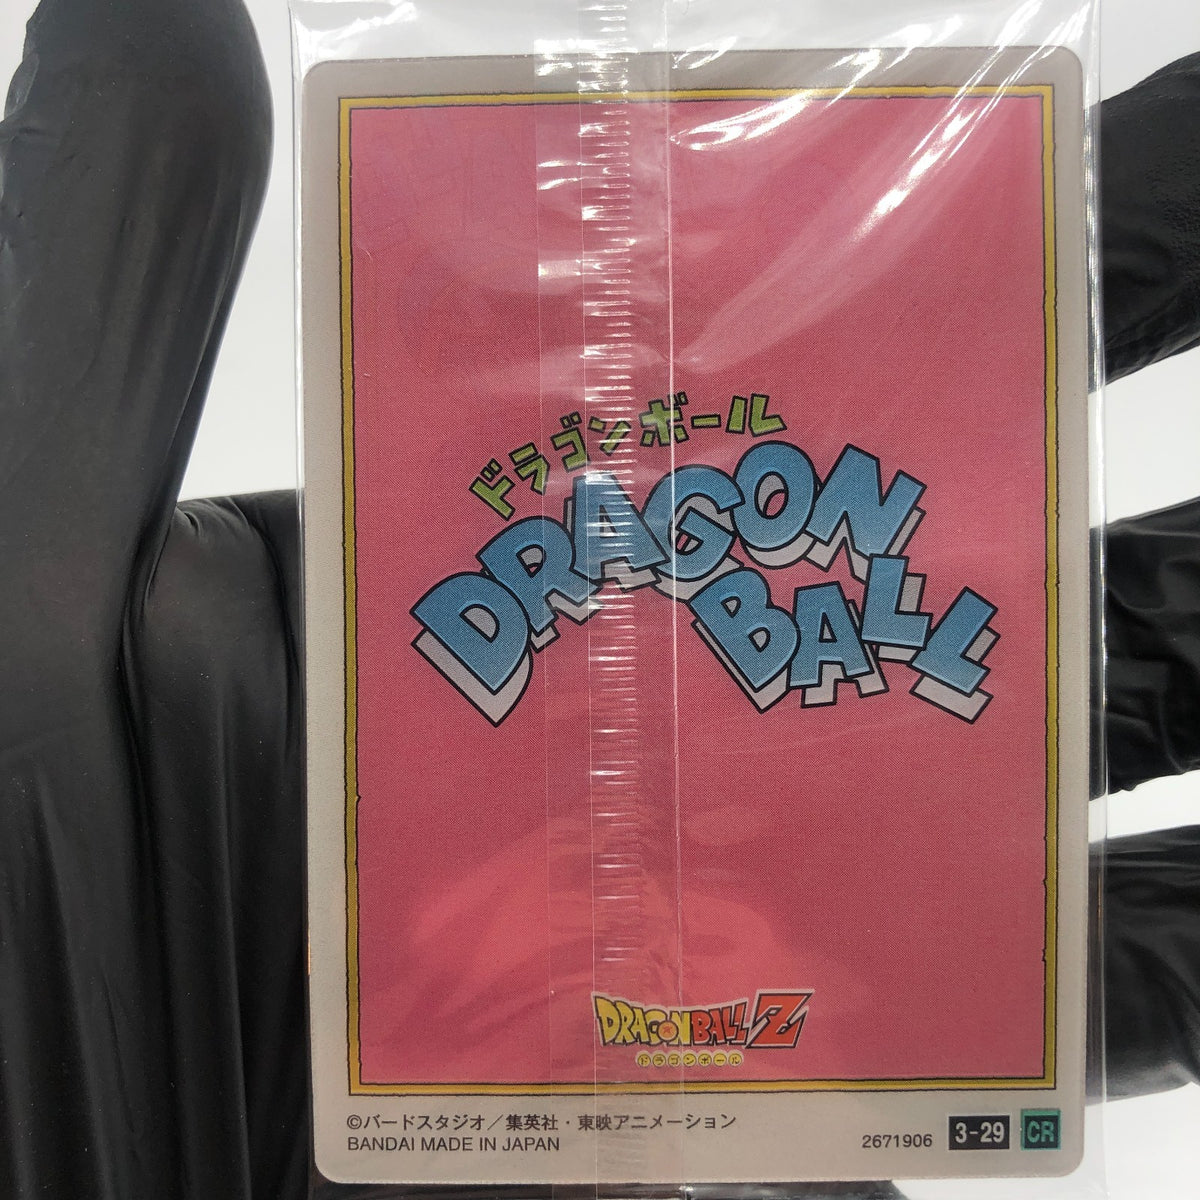 ドラゴンボール
DRAGON
BALL
DRAGONBALL Z
ドラゴンボール
©バードスタジオ／集英社・東映アニメーション
BANDAI MADE IN JAPAN
2671906 3-29 CR